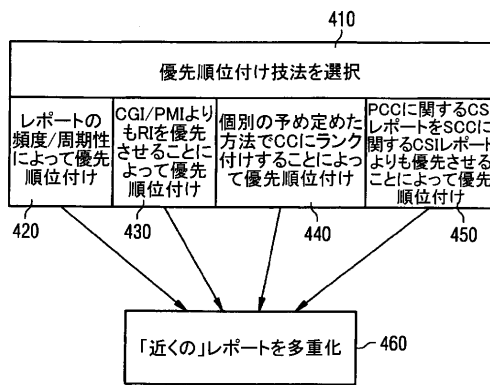 410
優先順位付け技法を選択
レポートの
頻度/周期性
によって優先
順位付け
CGI/PMIより
もRIを優先
させることに
よって優先
順位付け
個別の予め定めた
方法でCCにランク
付けすることによっ
て優先順位付け
PCCに関するCSI
レポートをSCCに
関するCSIレポート
よりも優先させる
ことによって優先
順位付け
420
430
440
450
「近くの」レポートを多重化
460